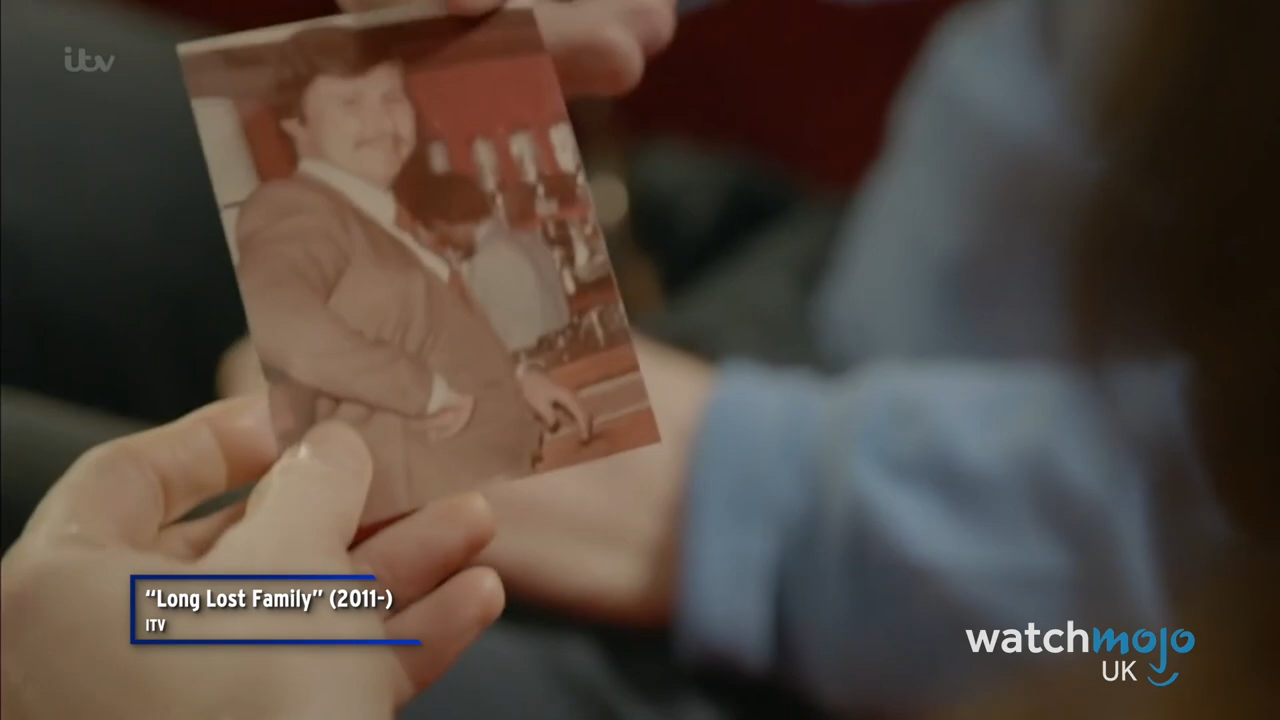 itv
“Long Lost Family” (2011-)
ITV
watchmojo
UK